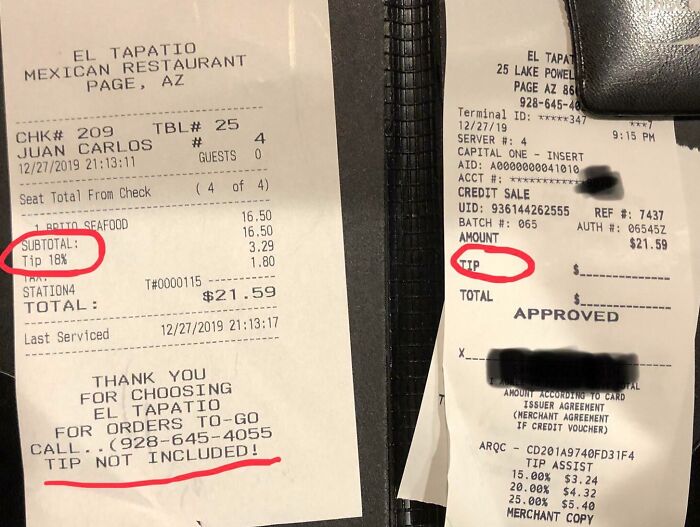 EL TAPATIO
MEXICAN RESTAURANT
PAGE, AZ
CHK# 209 TBL# 25
JUAN CARLOS # 4
12/27/2019 21:13:11 GUESTS 0
Seat Total From Check ( 4 of 4)
1 BRITO SEAFOOD 16.50
SUBTOTAL: 16.50
Tip 18% 3.29
TAX: 1.80
STATION4 T#0000115
TOTAL: $21.59
Last Serviced 12/27/2019 21:13:17
THANK YOU
FOR CHOOSING
EL TAPATIO
FOR ORDERS TO-GO
CALL..(928-645-4055
TIP NOT INCLUDED!
EL TAPAT
25 LAKE POWEL
PAGE AZ 86
928-645-40
Terminal ID: *****347 ***7
12/27/19 9:15 PM
SERVER #: 4
CAPITAL ONE - INSERT
AID: A0000000041010
ACCT #: ************
CREDIT SALE
UID: 936144262555 REF #: 7437
BATCH #: 065 AUTH #: 06545Z
AMOUNT $21.59
TIP $
TOTAL $
APPROVED
X
AMOUNT ACCORDING TO CARD
ISSUER AGREEMENT
(MERCHANT AGREEMENT
IF CREDIT VOUCHER)
ARQC - CD201A9740FD31F4
TIP ASSIST
15.00% $3.24
20.00% $4.32
25.00% $5.40
MERCHANT COPY